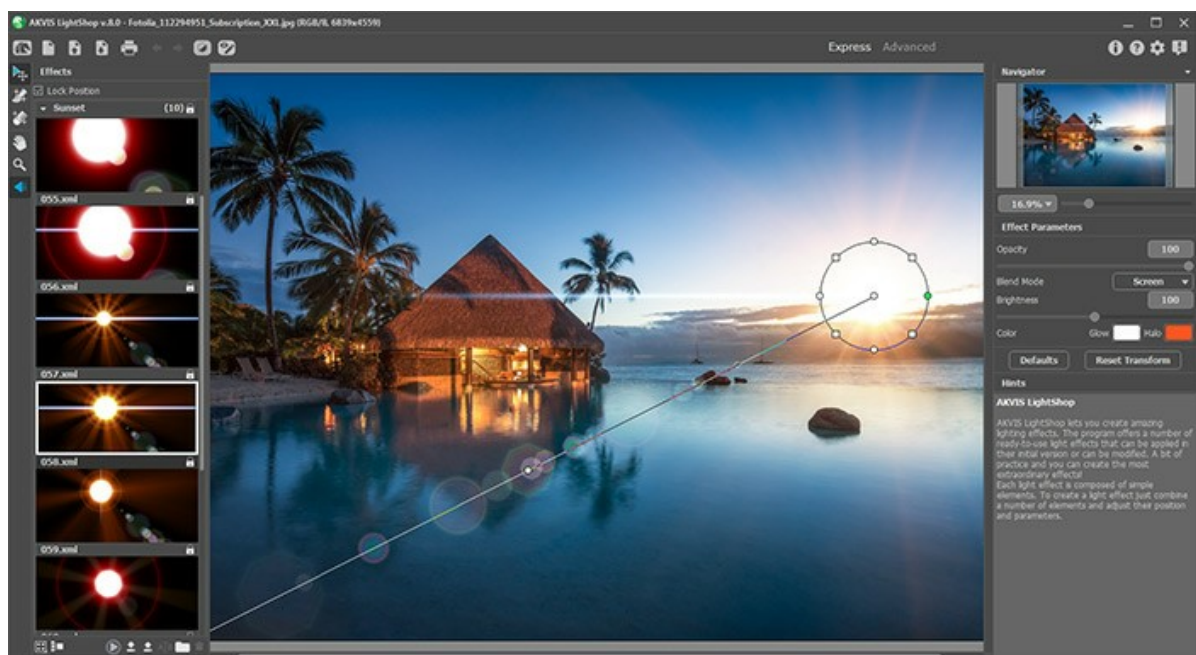 AKVIS LightShop v.8.0 - Fotolia_112294951_Subscription_XXL.jpg (RGB/8, 6839x4559)
Express Advanced
Effects
Lock Position
Sunset (10)
055.xml
056.xml
057.xml
058.xml
059.xml
Navigator
16.9%
Effect Parameters
Opacity 100
Blend Mode Screen
Brightness 100
Color Glow Halo
Defaults Reset Transform
Hints
AKVIS LightShop
AKVIS LightShop lets you create amazing
lighting effects. The program offers a number of
ready-to-use light effects that can be applied in
their initial version or can be modified. A bit of
practice and you can create the most
extraordinary effects!
Each light effect is composed of simple
elements. To create a light effect just combine
a number of elements and adjust their position
and parameters.